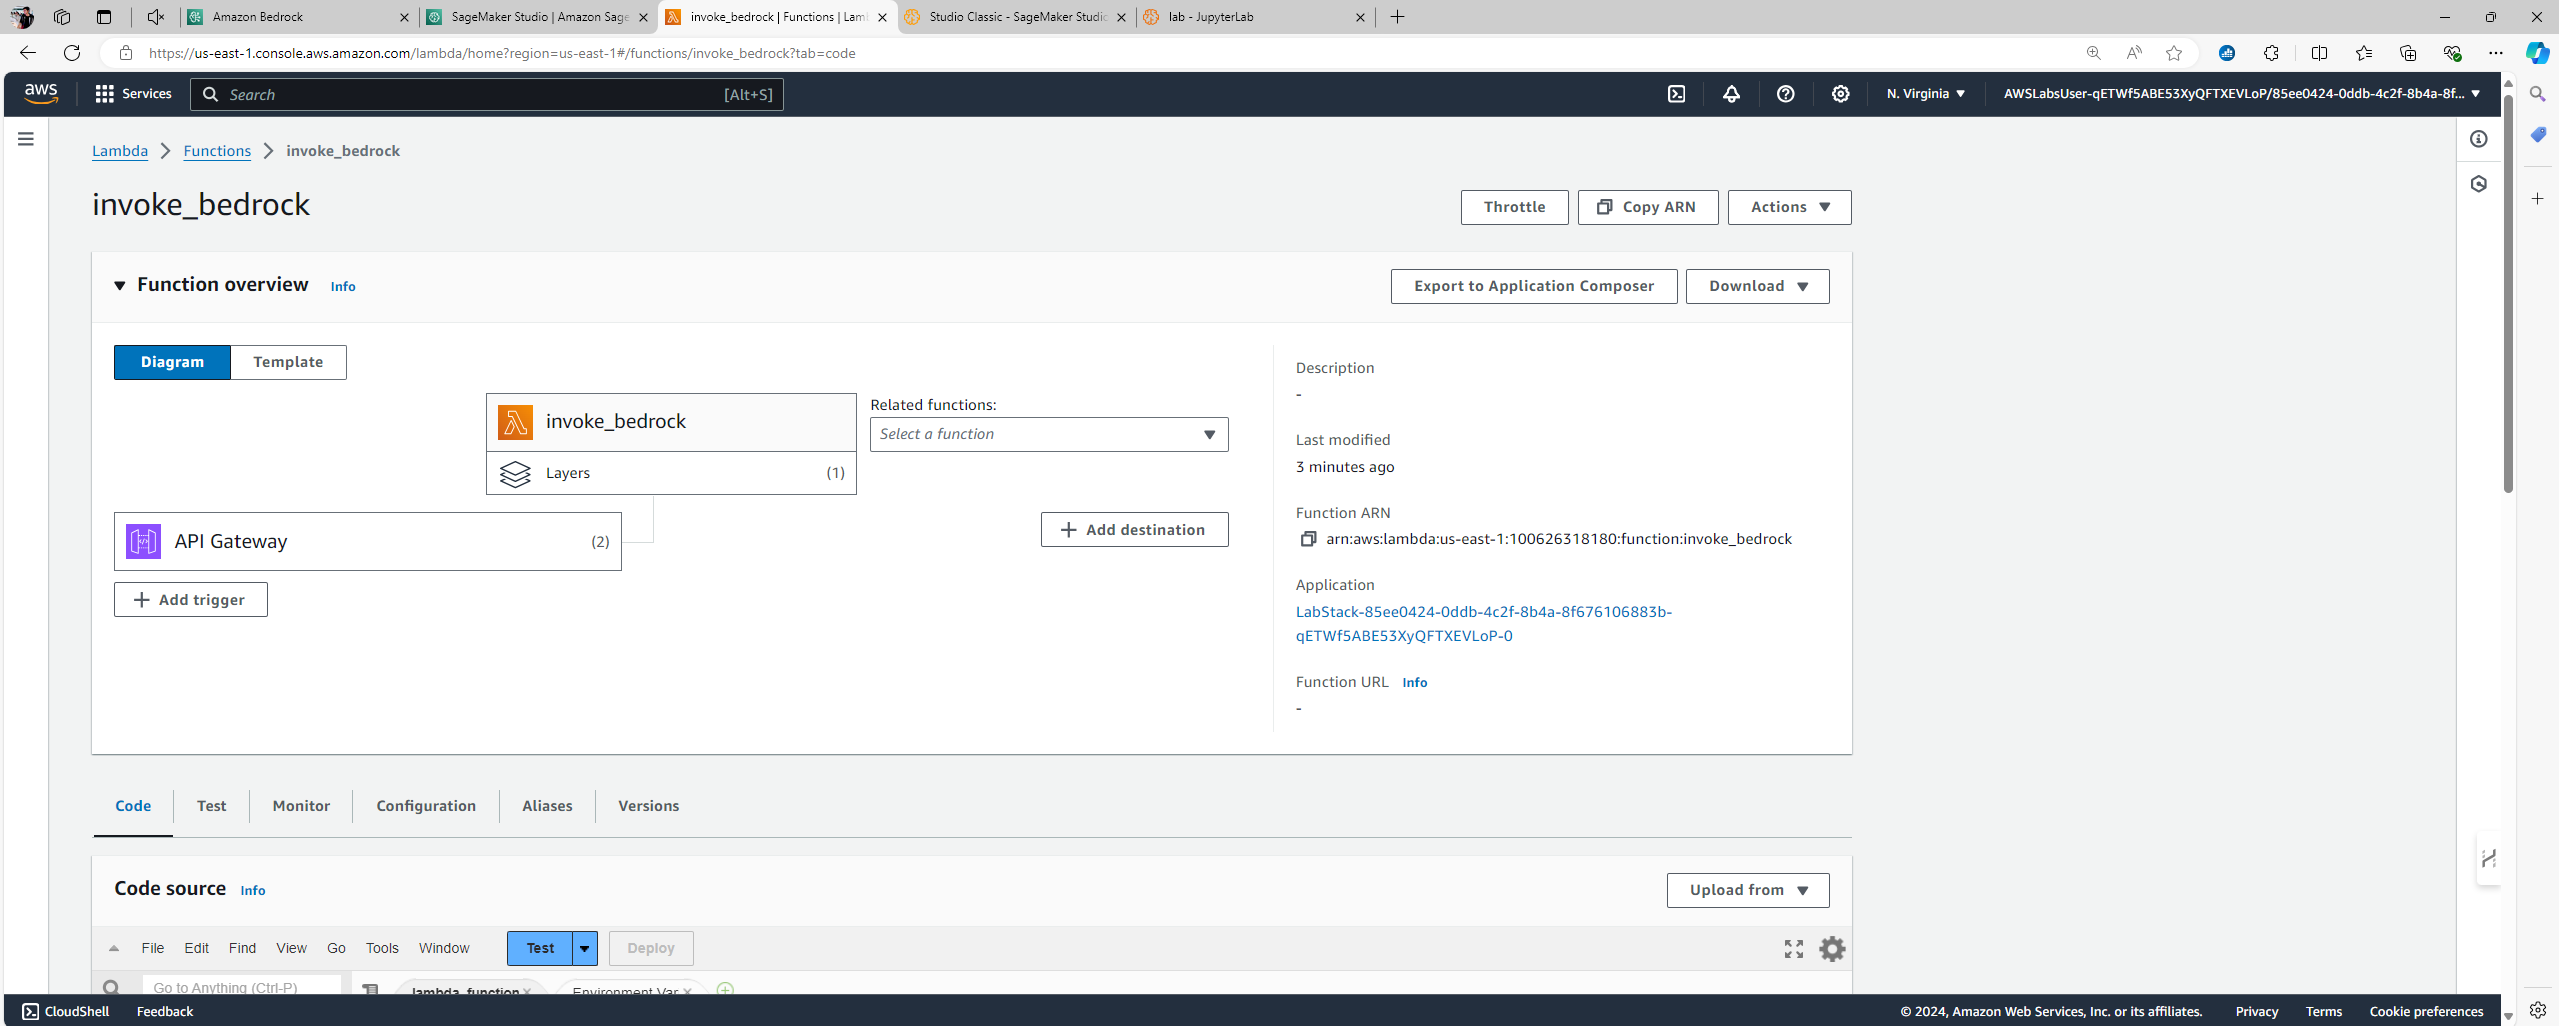 Amazon Bedrock
SageMaker Studio | Amazon Sage
invoke_bedrock | Functions | Lam
Studio Classic - SageMaker Studio
lab - JupyterLab
https://us-east-1.console.aws.amazon.com/lambda/home?region=us-east-1#/functions/invoke_bedrock?tab=code
aws
Services
Search
[Alt+S]
N. Virginia
AWSLabsUser-qETWf5ABE53XyQFTXEVLoP/85ee0424-0ddb-4c2f-8b4a-8f...
Lambda
Functions
invoke_bedrock
invoke_bedrock
Throttle
Copy ARN
Actions
Function overview
Info
Export to Application Composer
Download
Diagram
Template
invoke_bedrock
Layers
(1)
Related functions:
Select a function
API Gateway
(2)
Add destination
Add trigger
Description
-
Last modified
3 minutes ago
Function ARN
arn:aws:lambda:us-east-1:100626318180:function:invoke_bedrock
Application
LabStack-85ee0424-0ddb-4c2f-8b4a-8f676106883b-
qETWf5ABE53XyQFTXEVLoP-0
Function URL
Info
-
Code
Test
Monitor
Configuration
Aliases
Versions
Code source
Info
Upload from
File
Edit
Find
View
Go
Tools
Window
Test
Deploy
Go to Anything (Ctrl-P)
lambda_function
Environment Var
CloudShell
Feedback
© 2024, Amazon Web Services, Inc. or its affiliates.
Privacy
Terms
Cookie preferences